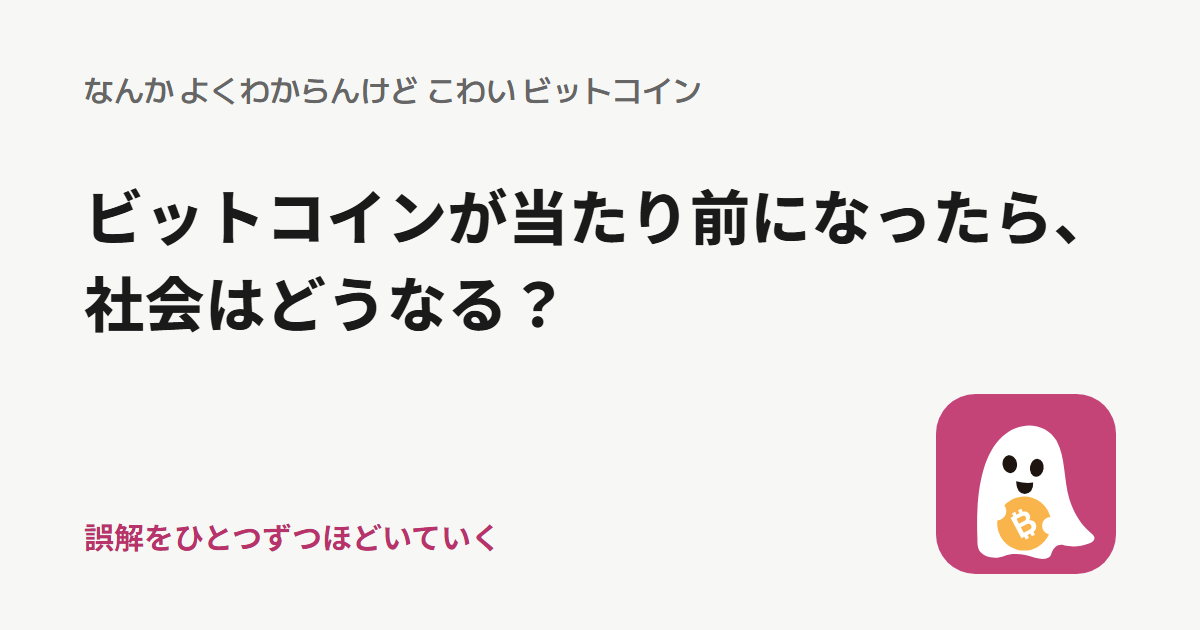 なんか よくわからんけど こわい ビットコイン
ビットコインが当たり前になったら、
社会はどうなる？
誤解をひとつずつほどいていく